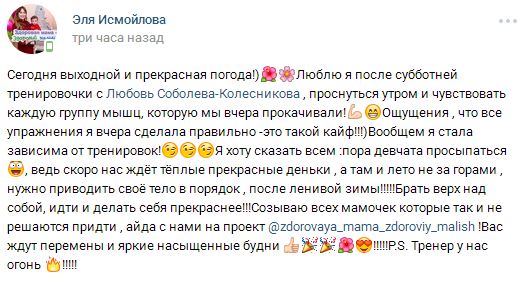 Эля Исмойлова
три часа назад
Сегодня выходной и прекрасная погода!)🌺🌸Люблю я после субботней
тренировочки с Любовь Соболева-Колесникова , проснуться утром и чувствовать
каждую группу мышц, которую мы вчера прокачивали!💪😁Ощущения , что все
упражнения я вчера сделала правильно -это такой кайф!!!)Вообщем я стала
зависима от тренировок!😉😉😉Я хочу сказать всем :пора девчата просыпаться
😄, ведь скоро нас ждёт тёплые прекрасные деньки , а там и лето не за горами ,
нужно приводить своё тело в порядок , после ленивой зимы!!!!!Брать верх над
собой, идти и делать себя прекраснее!!!Созываю всех мамочек которые так и не
решаются придти , айда с нами на проект @zdorovaya_mama_zdoroviy_malish !Вас
ждут перемены и яркие насыщенные будни 👍🎉🎉🌺😍!!!!!P.S. Тренер у нас
огонь 🔥!!!!!